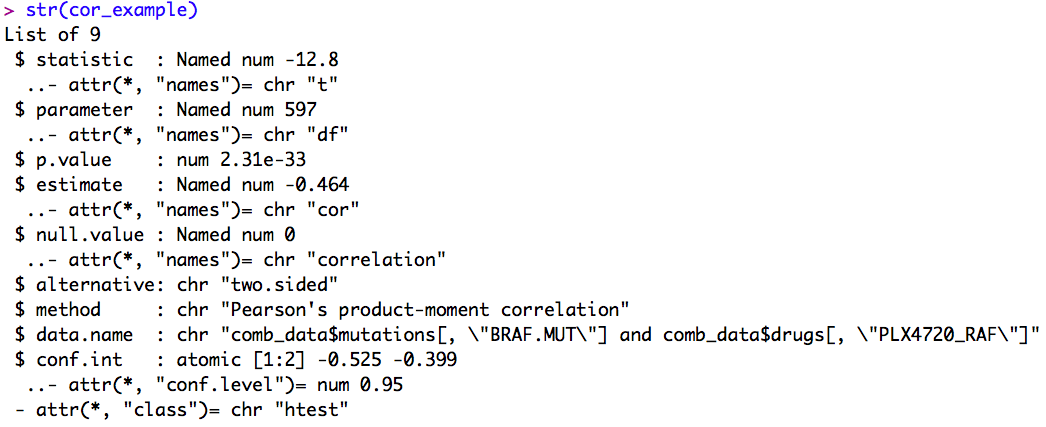 > str(cor_example)
List of 9
 $ statistic  : Named num -12.8
  ..- attr(*, "names")= chr "t"
 $ parameter  : Named num 597
  ..- attr(*, "names")= chr "df"
 $ p.value    : num 2.31e-33
 $ estimate   : Named num -0.464
  ..- attr(*, "names")= chr "cor"
 $ null.value : Named num 0
  ..- attr(*, "names")= chr "correlation"
 $ alternative: chr "two.sided"
 $ method     : chr "Pearson's product-moment correlation"
 $ data.name  : chr "comb_data$mutations[, \"BRAF.MUT\"] and comb_data$drugs[, \"PLX4720_RAF\"]"
 $ conf.int   : atomic [1:2] -0.525 -0.399
  ..- attr(*, "conf.level")= num 0.95
 - attr(*, "class")= chr "htest"